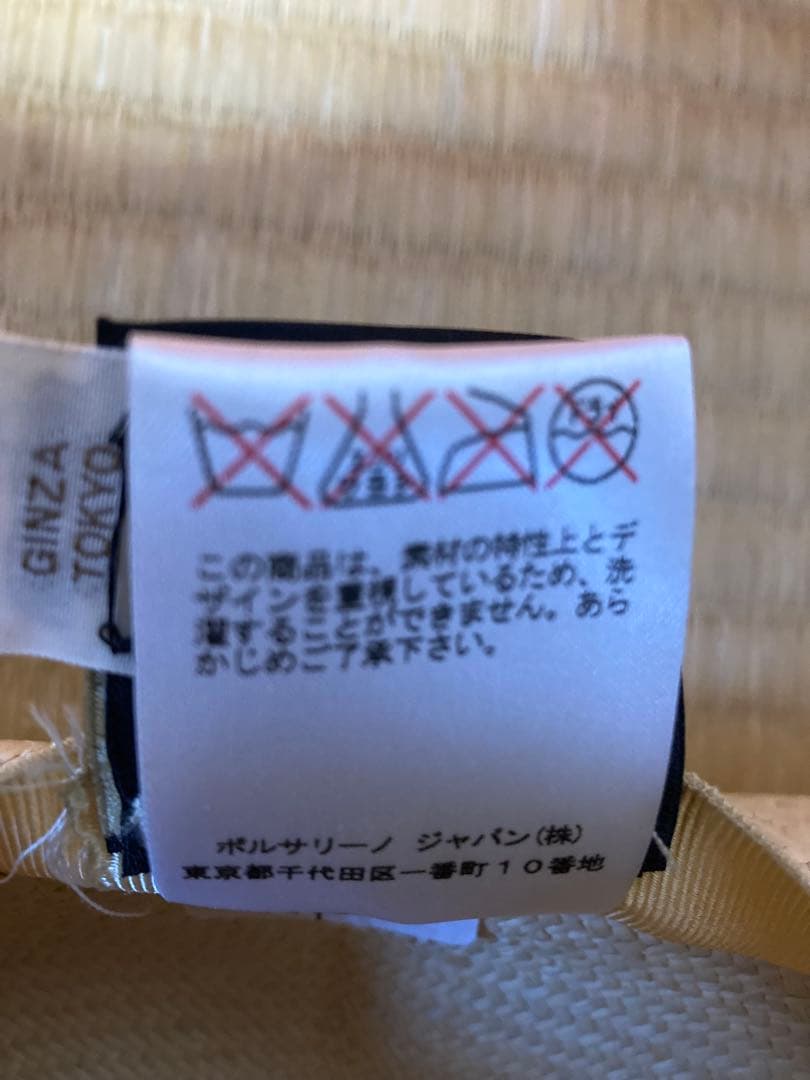 GINZA
TOKYO
この商品は、素材の特性上とデ
ザインを重視しているため、洗
濯することができません。あら
かじめご了承下さい。
ボルサリーノ ジャパン(株)
東京都千代田区一番町10番地